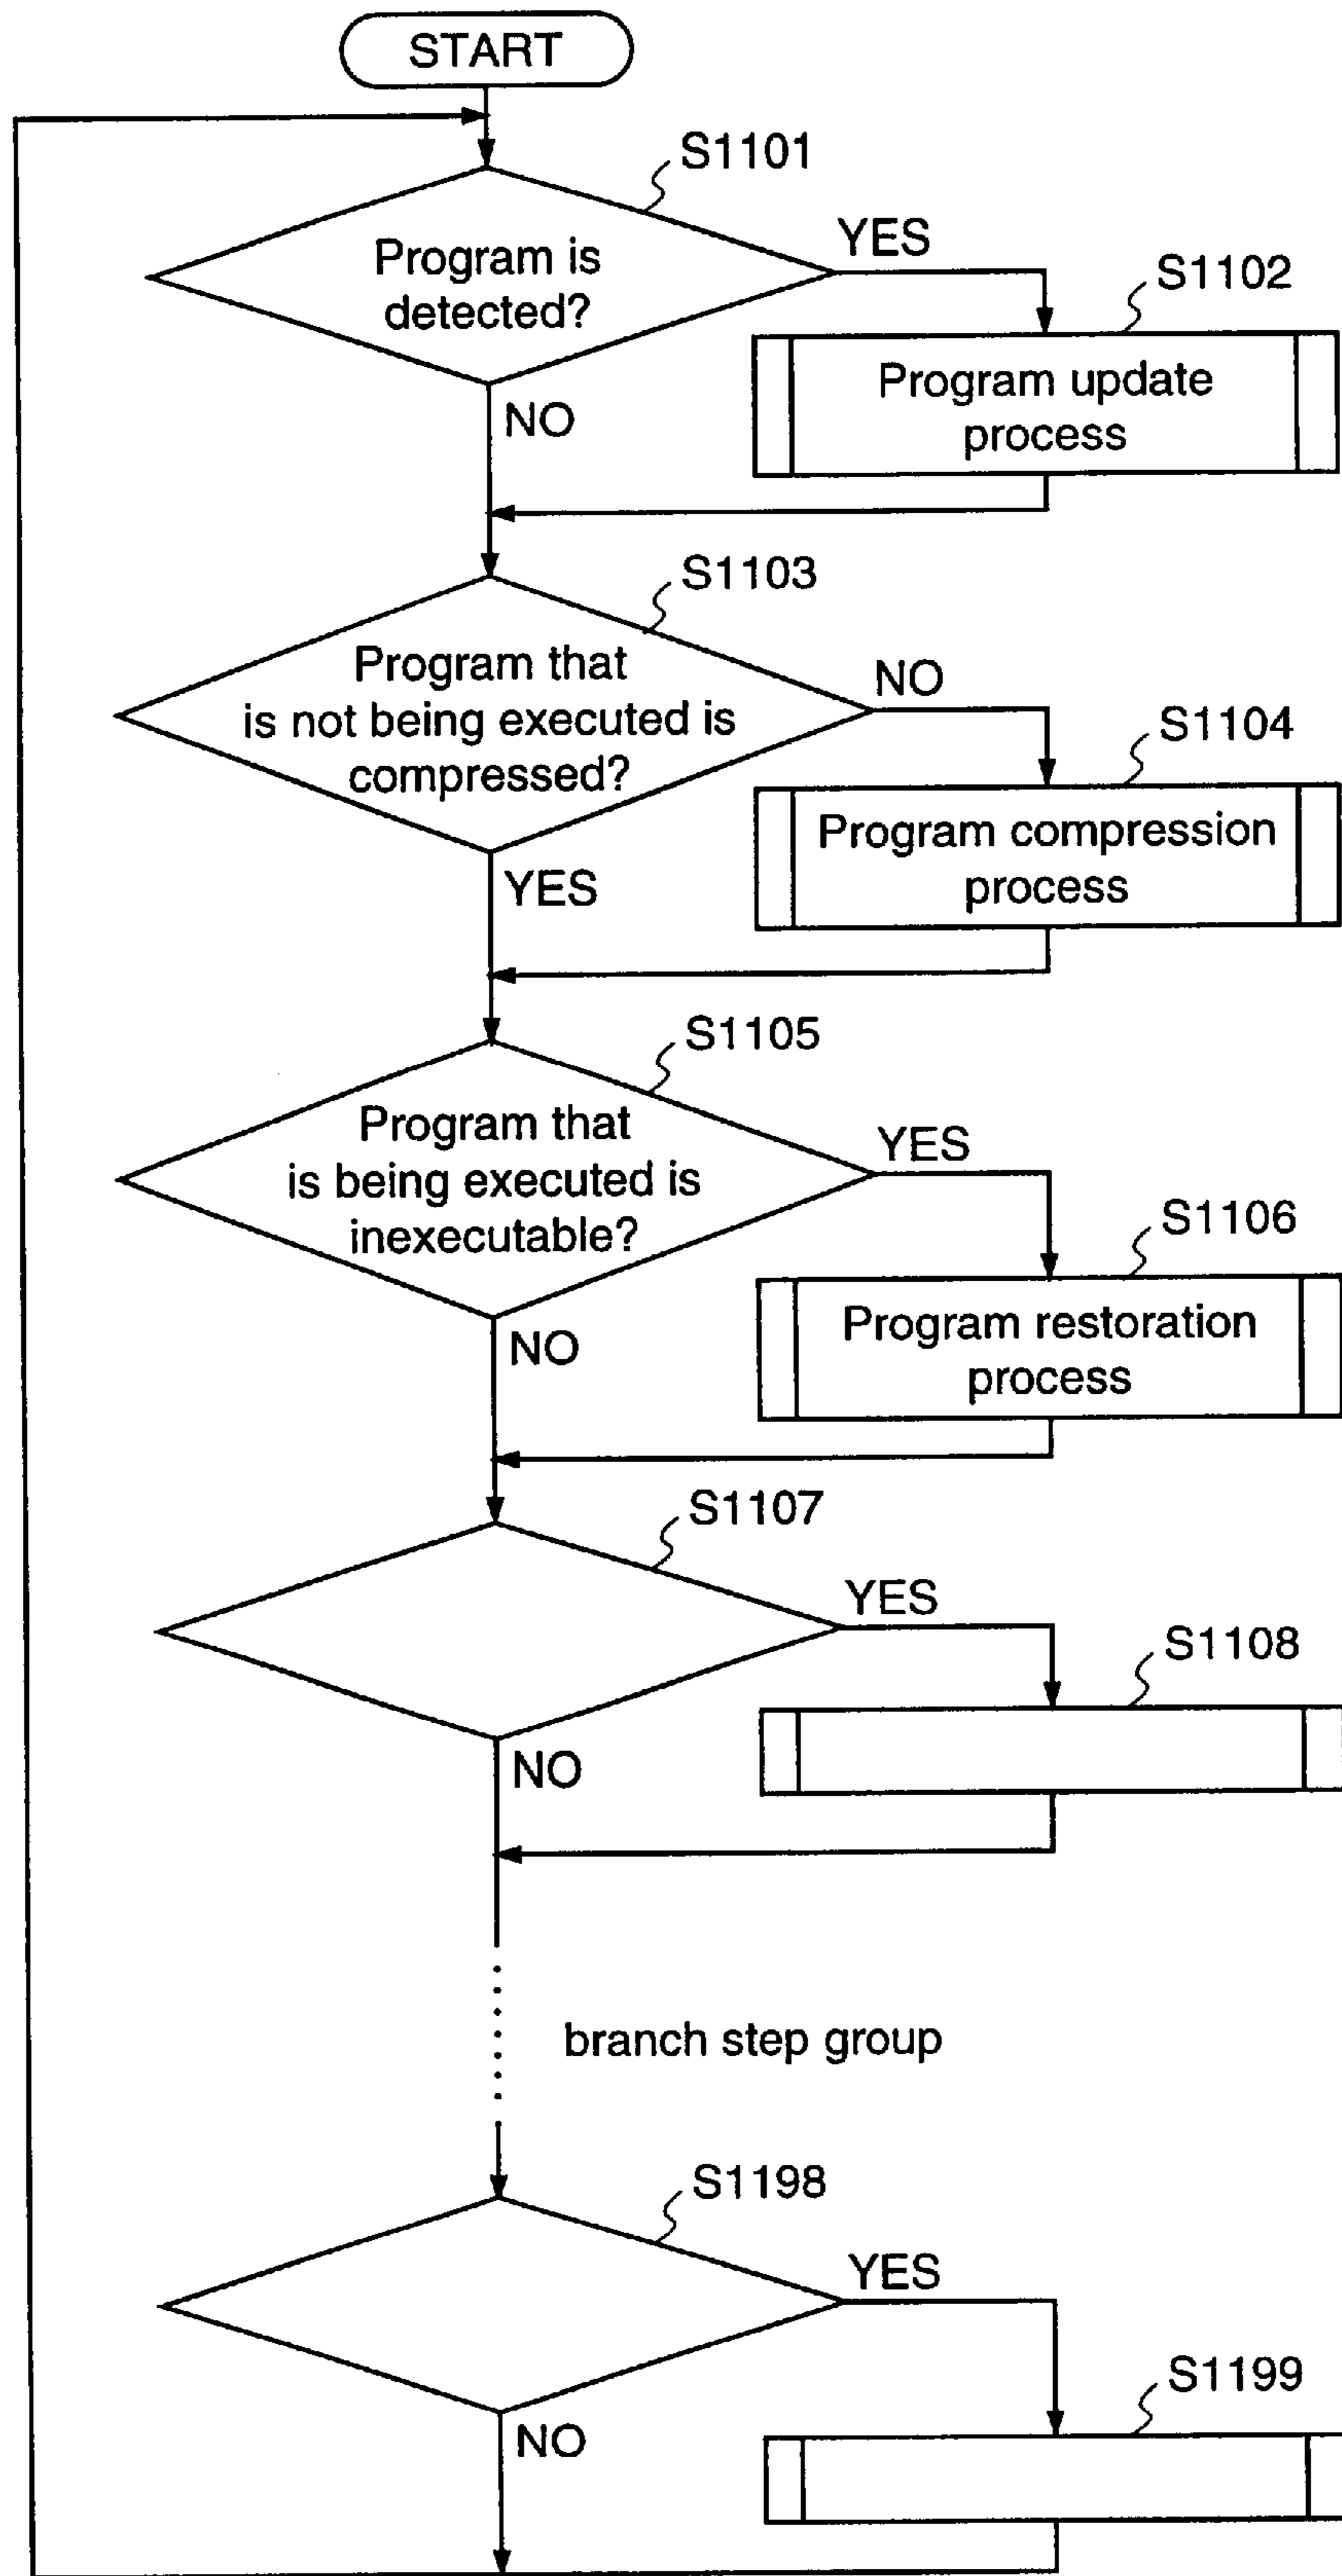 START
S1101
Program is
detected?
YES
S1102
Program update
process
NO
S1103
Program that
is not being executed is
compressed?
NO
S1104
Program compression
process
YES
S1105
Program that
is being executed is
inexecutable?
YES
S1106
Program restoration
process
NO
S1107
YES
S1108
NO
branch step group
S1198
YES
S1199
NO